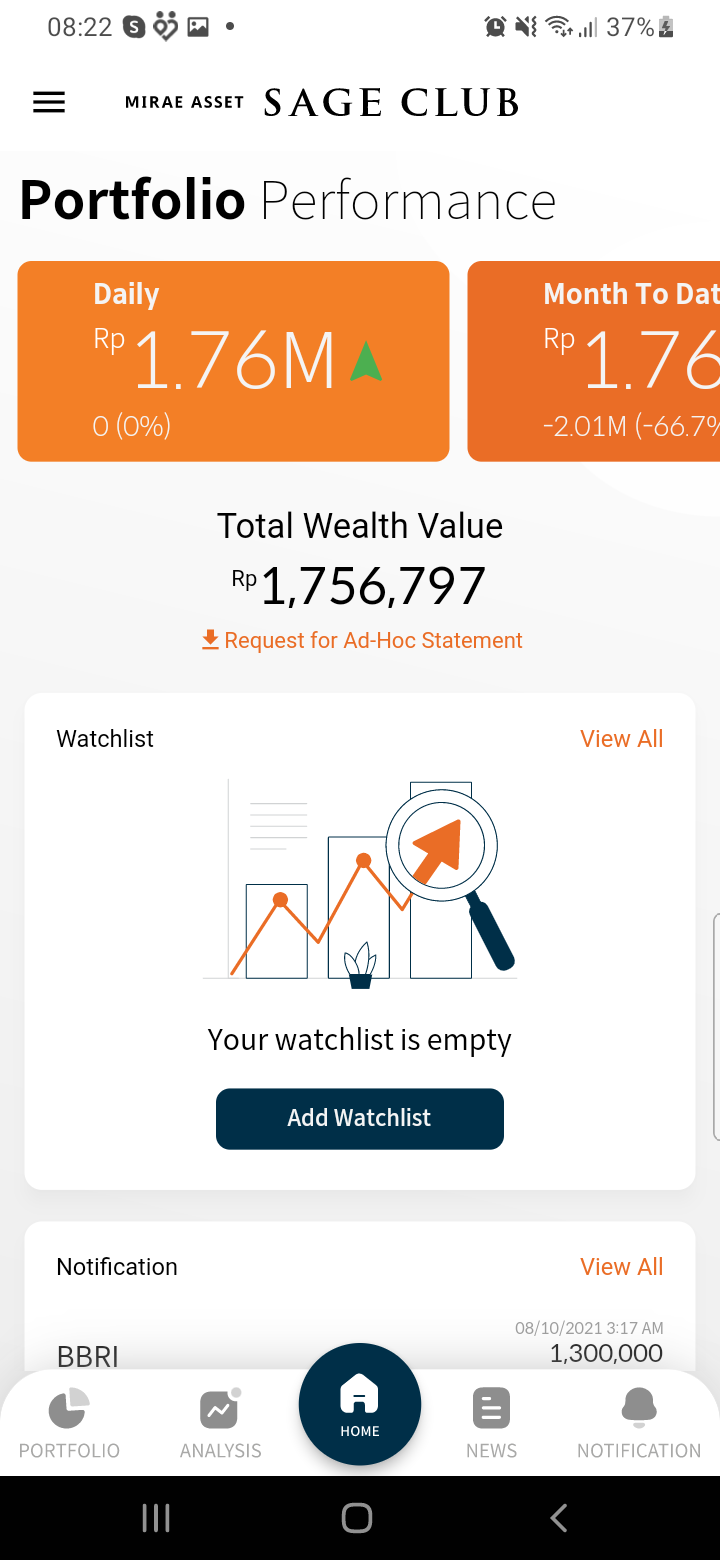 08:22 37%
MIRAE ASSET SAGE CLUB
Portfolio Performance
Daily
Rp 1.76M
0 (0%)
Month To Dat
Rp 1.76
-2.01M (-66.7%
Total Wealth Value
Rp 1,756,797
Request for Ad-Hoc Statement
Watchlist View All
Your watchlist is empty
Add Watchlist
Notification View All
08/10/2021 3:17 AM
BBRI 1,300,000
PORTFOLIO ANALYSIS HOME NEWS NOTIFICATION